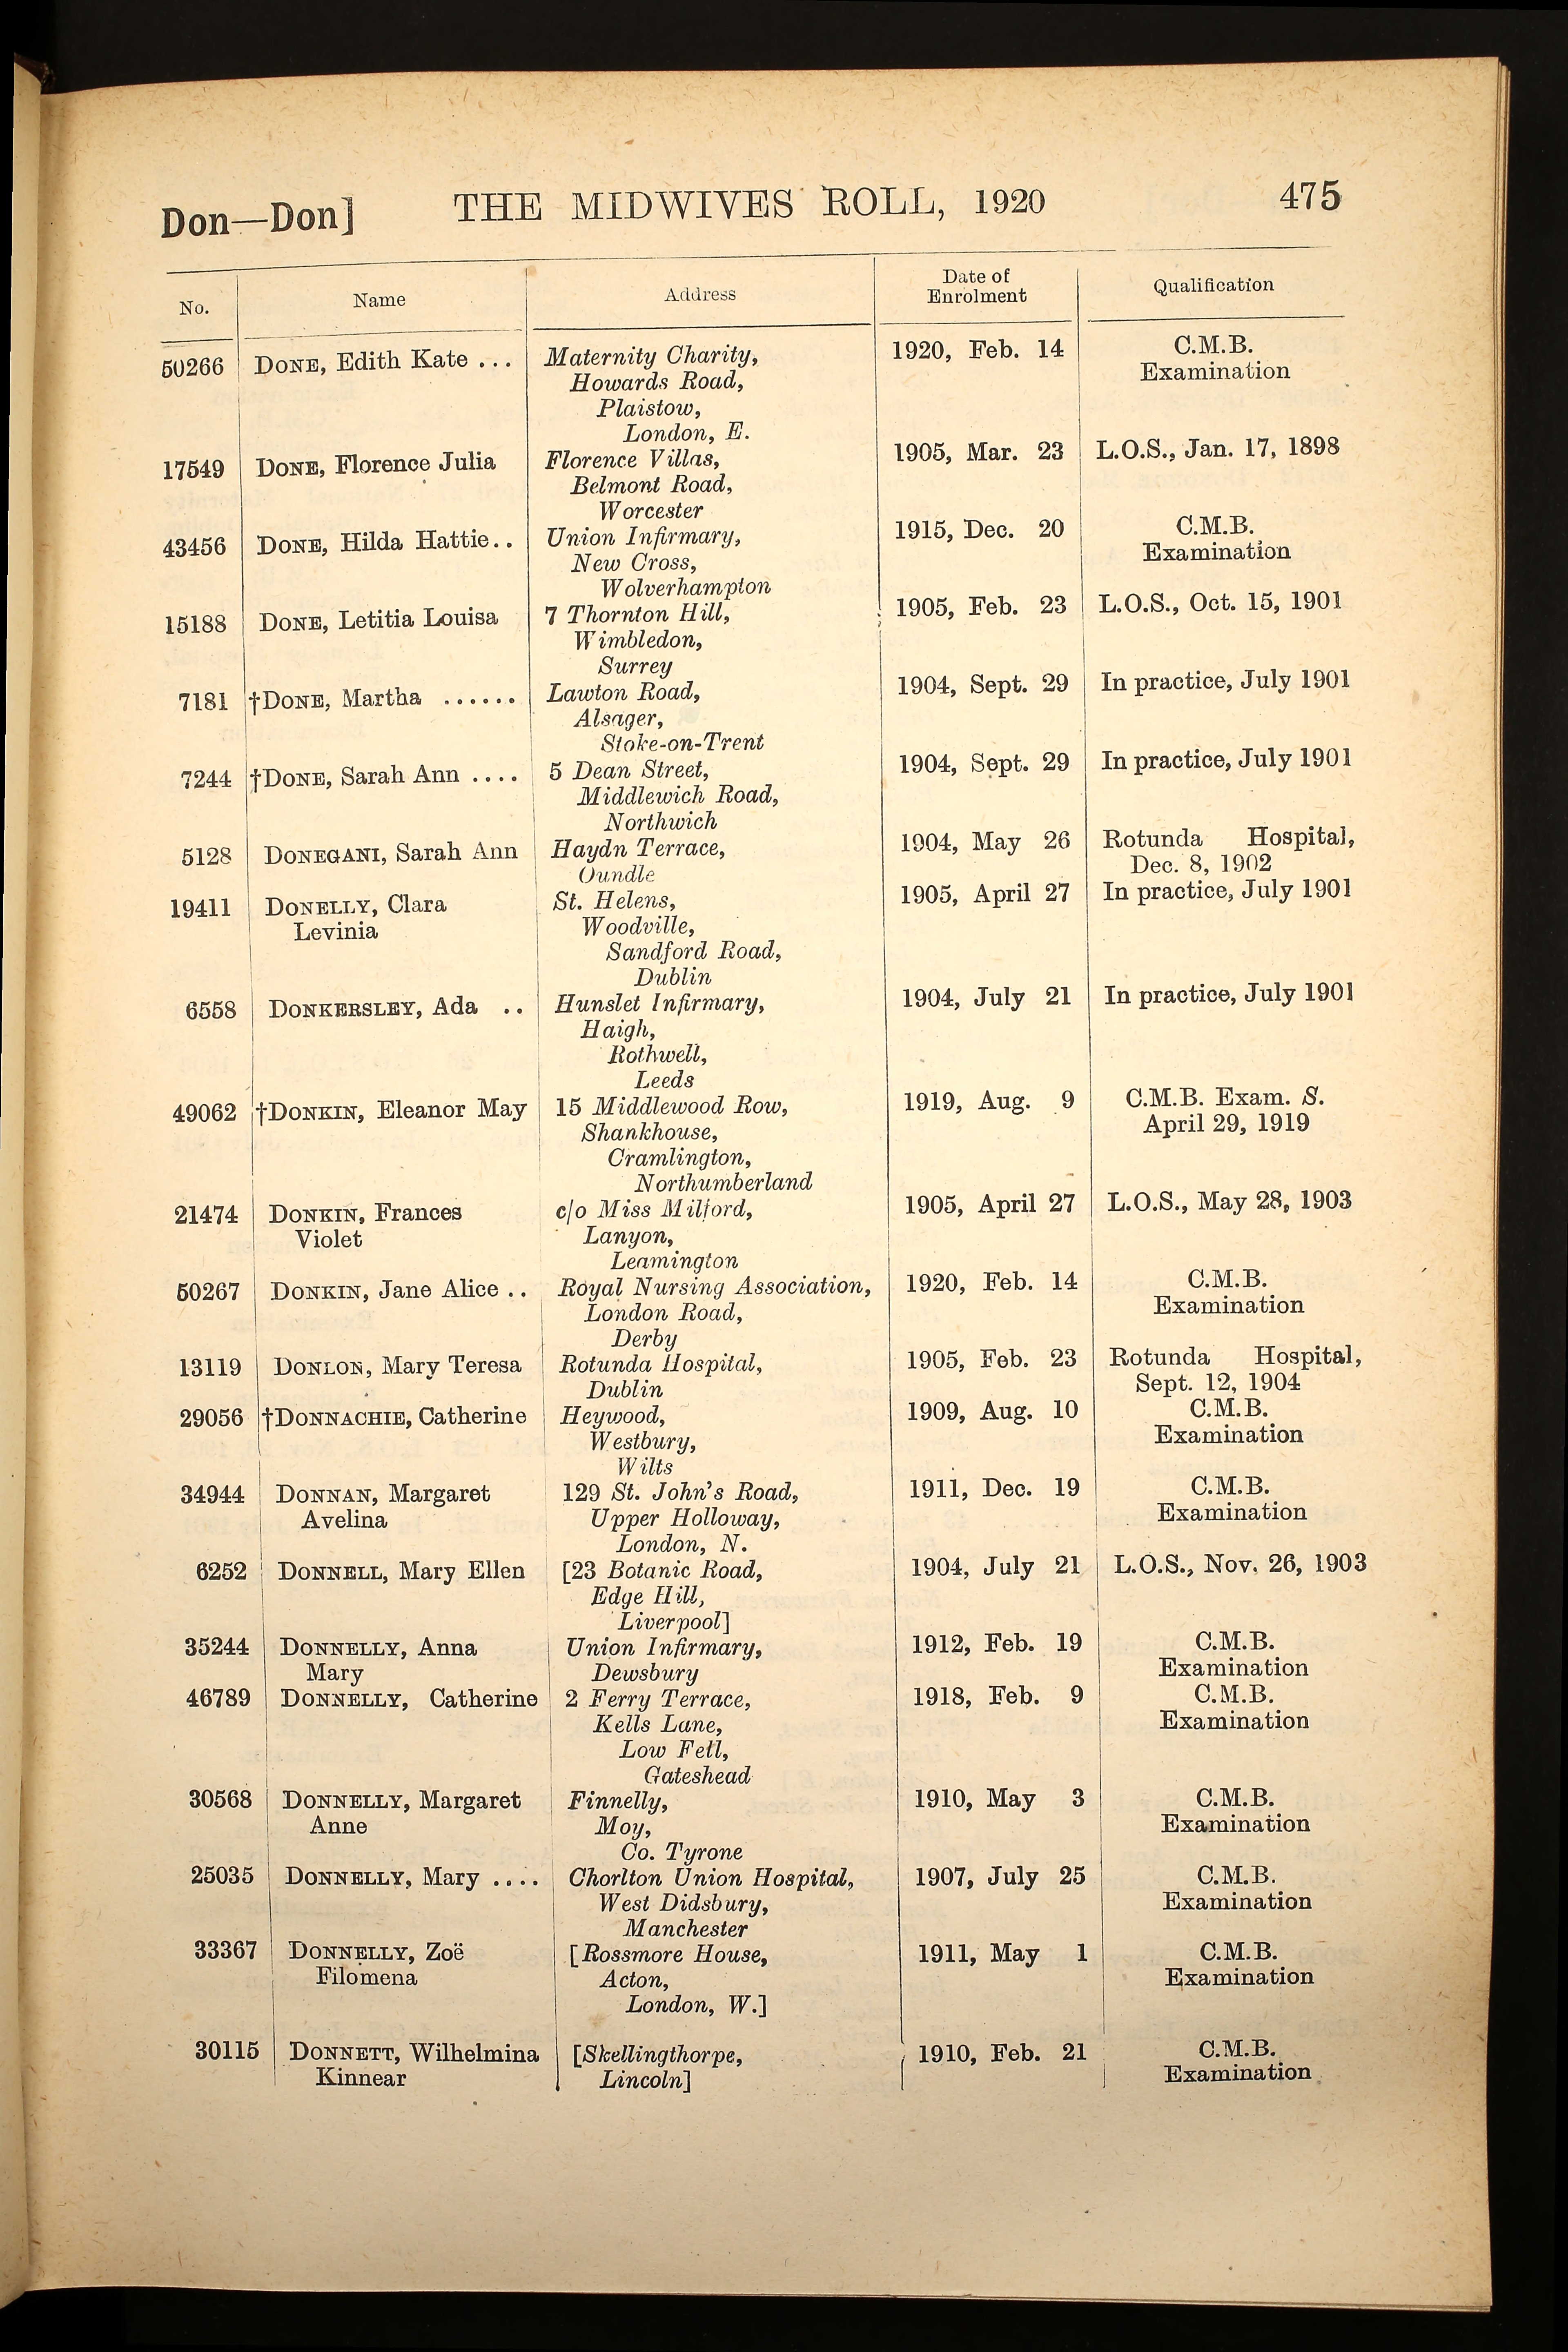 Don—Don] THE MIDWIVES ROLL, 1920 475
No. Name Address Date of Enrolment Qualification
50266 DONE, Edith Kate ... Maternity Charity, 1920, Feb. 14 C.M.B.
Howards Road, Examination
Plaistow,
London, E.
17549 DONE, Florence Julia Florence Villas, 1905, Mar. 23 L.O.S., Jan. 17, 1898
Belmont Road,
Worcester
43456 DONE, Hilda Hattie.. Union Infirmary, 1915, Dec. 20 C.M.B.
New Cross, Examination
Wolverhampton
15188 DONE, Letitia Louisa 7 Thornton Hill, 1905, Feb. 23 L.O.S., Oct. 15, 1901
Wimbledon,
Surrey
7181 †DONE, Martha ...... Lawton Road, 1904, Sept. 29 In practice, July 1901
Alsager,
Stoke-on-Trent
7244 †DONE, Sarah Ann .... 5 Dean Street, 1904, Sept. 29 In practice, July 1901
Middlewich Road,
Northwich
5128 DONEGANI, Sarah Ann Haydn Terrace, 1904, May 26 Rotunda Hospital,
Oundle Dec. 8, 1902
19411 DONELLY, Clara St. Helens, 1905, April 27 In practice, July 1901
Levinia Woodville,
Sandford Road,
Dublin
6558 DONKERSLEY, Ada .. Hunslet Infirmary, 1904, July 21 In practice, July 1901
Haigh,
Rothwell,
Leeds
49062 †DONKIN, Eleanor May 15 Middlewood Row, 1919, Aug. 9 C.M.B. Exam. S.
Shankhouse, April 29, 1919
Cramlington,
Northumberland
21474 DONKIN, Frances c/o Miss Milford, 1905, April 27 L.O.S., May 28, 1903
Violet Lanyon,
Leamington
50267 DONKIN, Jane Alice .. Royal Nursing Association, 1920, Feb. 14 C.M.B.
London Road, Examination
Derby
13119 DONLON, Mary Teresa Rotunda Hospital, 1905, Feb. 23 Rotunda Hospital,
Dublin Sept. 12, 1904
29056 †DONNACHIE, Catherine Heywood, 1909, Aug. 10 C.M.B.
Westbury, Examination
Wilts
34944 DONNAN, Margaret 129 St. John's Road, 1911, Dec. 19 C.M.B.
Avelina Upper Holloway, Examination
London, N.
6252 DONNELL, Mary Ellen [23 Botanic Road, 1904, July 21 L.O.S., Nov. 26, 1903
Edge Hill,
Liverpool]
35244 DONNELLY, Anna Union Infirmary, 1912, Feb. 19 C.M.B.
Mary Dewsbury Examination
46789 DONNELLY, Catherine 2 Ferry Terrace, 1918, Feb. 9 C.M.B.
Kells Lane, Examination
Low Fell,
Gateshead
30568 DONNELLY, Margaret Finnelly, 1910, May 3 C.M.B.
Anne Moy, Examination
Co. Tyrone
25035 DONNELLY, Mary .... Chorlton Union Hospital, 1907, July 25 C.M.B.
West Didsbury, Examination
Manchester
33367 DONNELLY, Zoë [Rossmore House, 1911, May 1 C.M.B.
Filomena Acton, Examination
London, W.]
30115 DONNETT, Wilhelmina [Skellingthorpe, 1910, Feb. 21 C.M.B.
Kinnear Lincoln] Examination